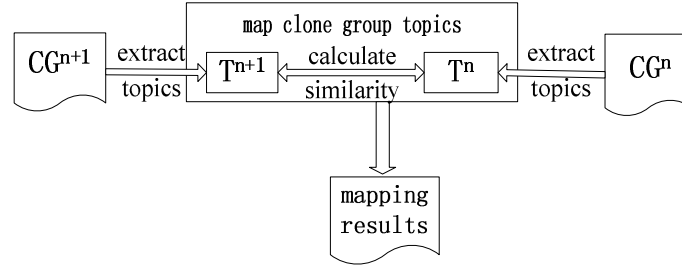 map clone group topics
CGⁿ⁺¹
extract
topics
Tⁿ⁺¹
calculate
similarity
Tⁿ
extract
topics
CGⁿ
mapping
results